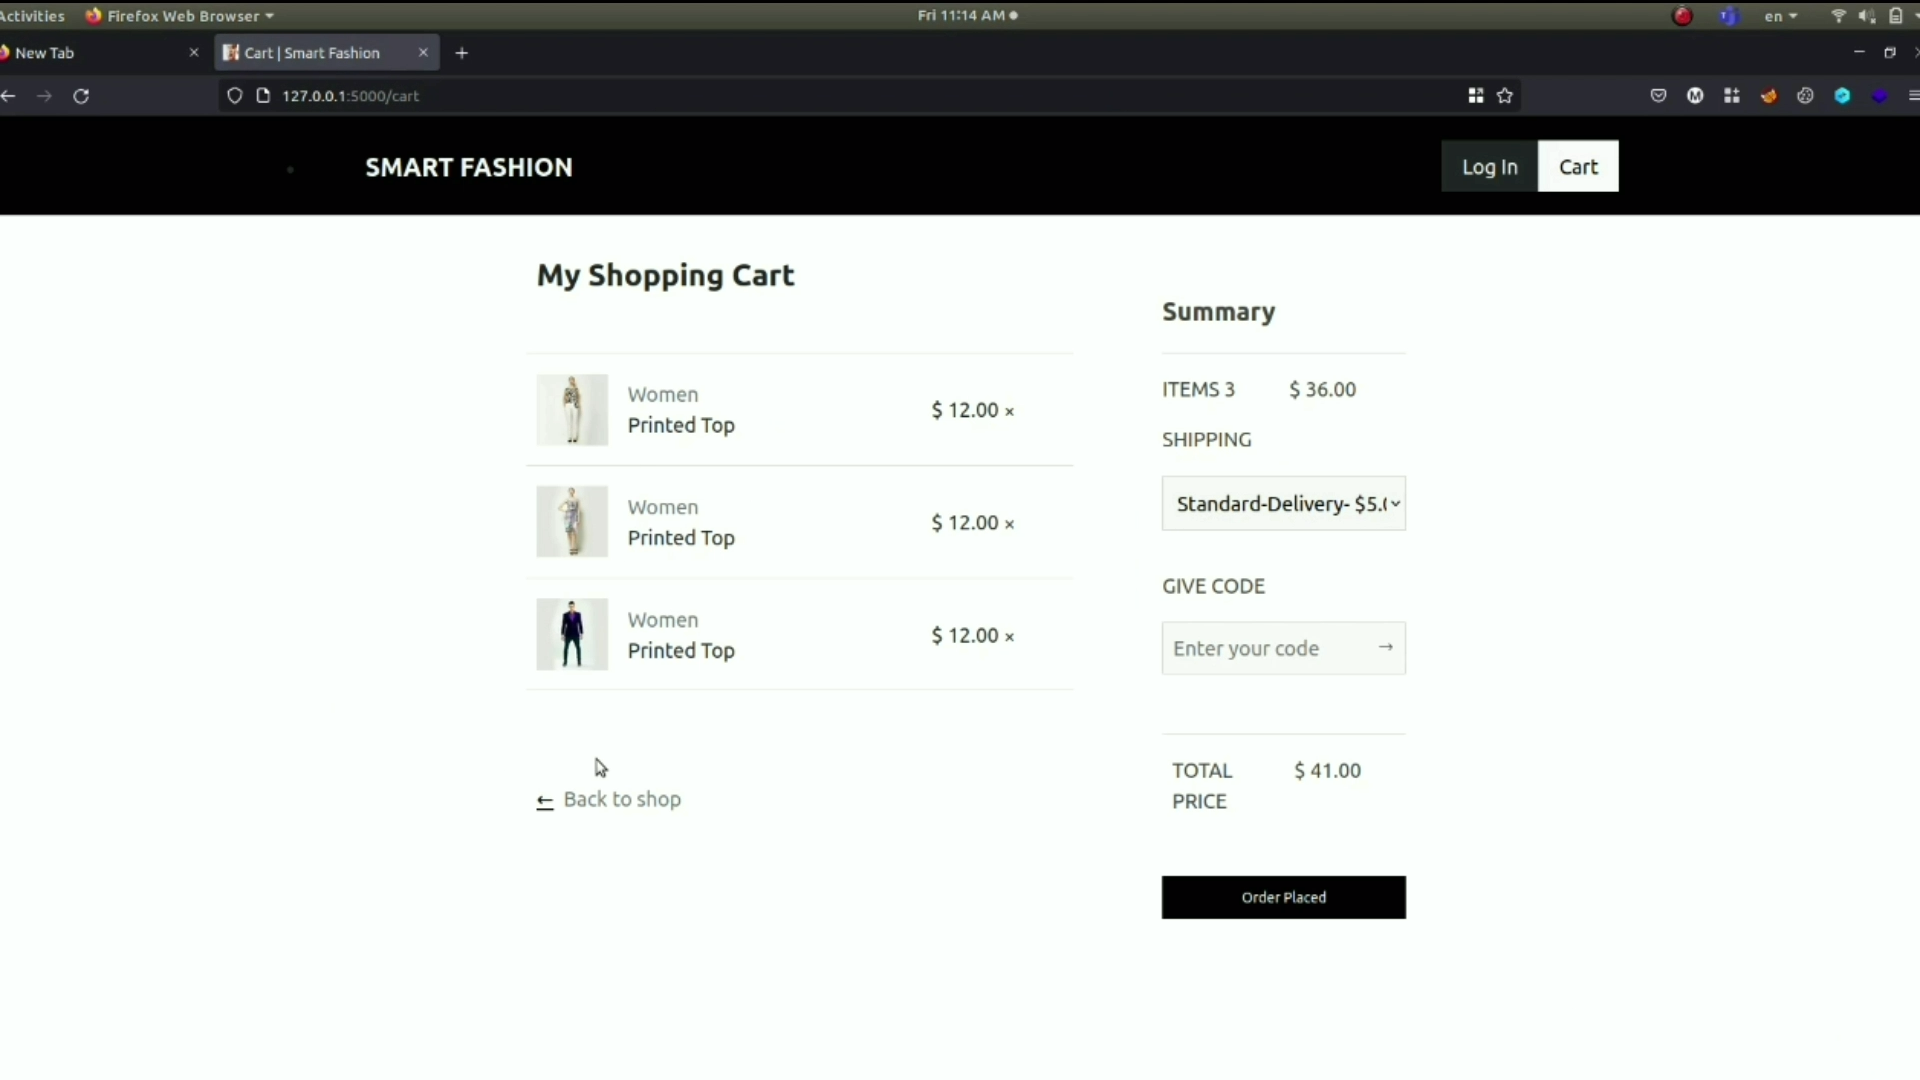 Activities Firefox Web Browser Fri 11:14 AM en
New Tab Cart | Smart Fashion
127.0.0.1:5000/cart
SMART FASHION Log In Cart
My Shopping Cart
Women
Printed Top
$ 12.00 ×
Women
Printed Top
$ 12.00 ×
Women
Printed Top
$ 12.00 ×
← Back to shop
Summary
ITEMS 3 $ 36.00
SHIPPING
Standard-Delivery- $5.
GIVE CODE
Enter your code →
TOTAL $ 41.00
PRICE
Order Placed